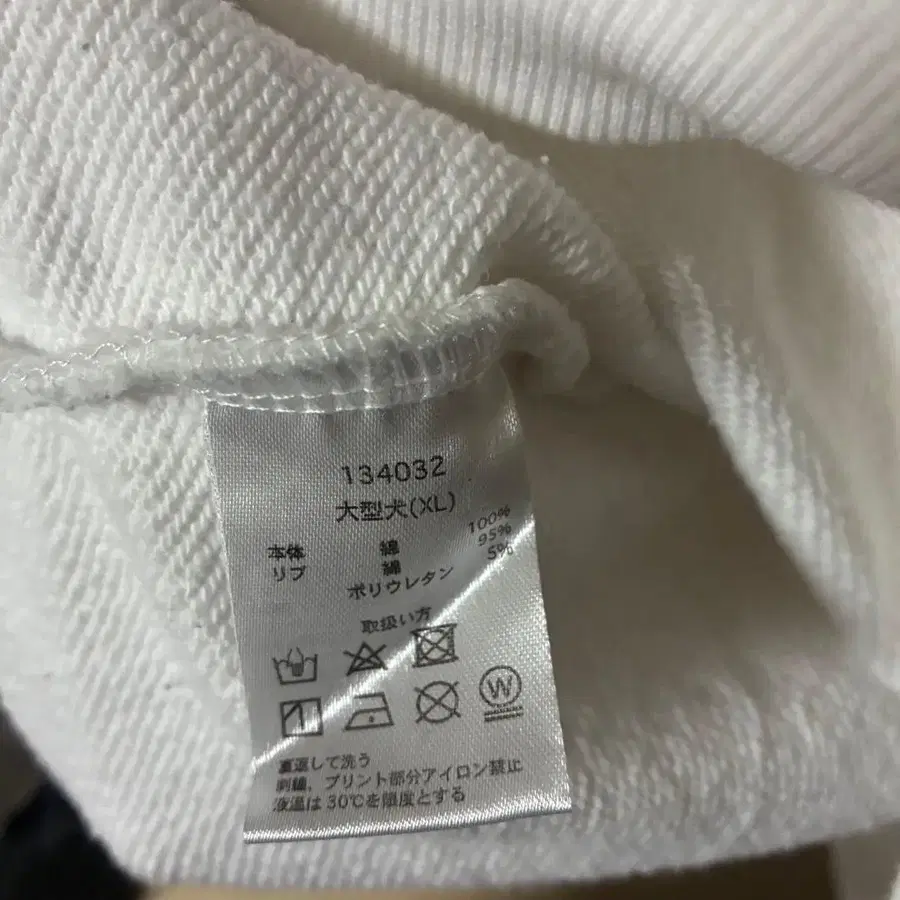 134032
大型犬(XL)
本体 綿 100%
リブ 綿 95%
ポリウレタン 5%
取扱い方
W
裏返して洗う
刺繍、プリント部分アイロン禁止
液温は30℃を限度とする